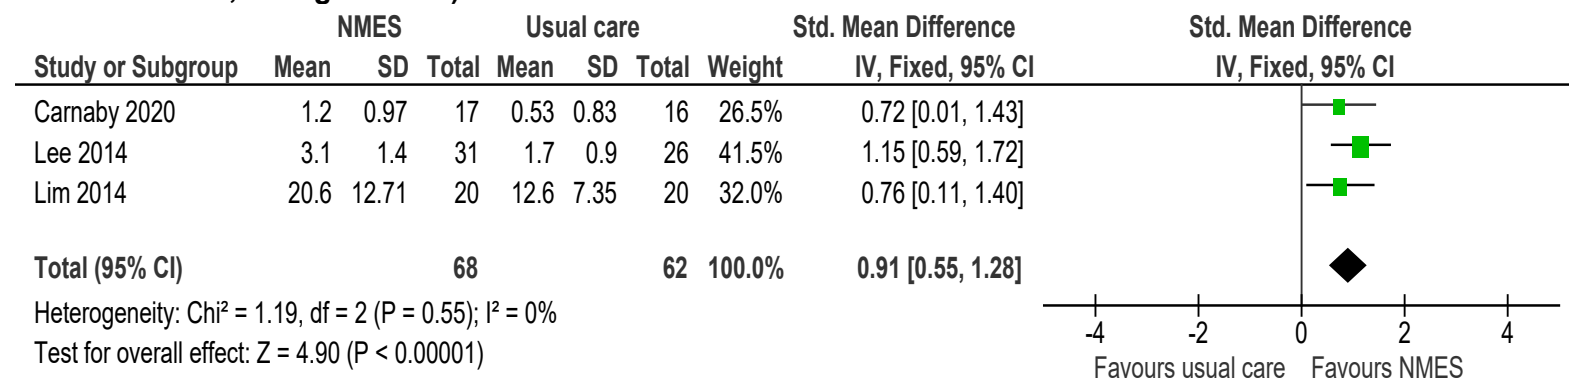 NMES Usual care Std. Mean Difference Std. Mean Difference
Study or Subgroup Mean SD Total Mean SD Total Weight IV, Fixed, 95% CI IV, Fixed, 95% CI
Carnaby 2020 1.2 0.97 17 0.53 0.83 16 26.5% 0.72 [0.01, 1.43]
Lee 2014 3.1 1.4 31 1.7 0.9 26 41.5% 1.15 [0.59, 1.72]
Lim 2014 20.6 12.71 20 12.6 7.35 20 32.0% 0.76 [0.11, 1.40]
Total (95% CI) 68 62 100.0% 0.91 [0.55, 1.28]
Heterogeneity: Chi² = 1.19, df = 2 (P = 0.55); I² = 0%
Test for overall effect: Z = 4.90 (P < 0.00001)
-4 -2 0 2 4
Favours usual care Favours NMES